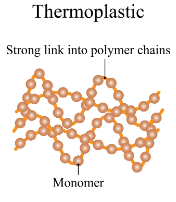 Thermoplastic
Strong link into polymer chains
Monomer